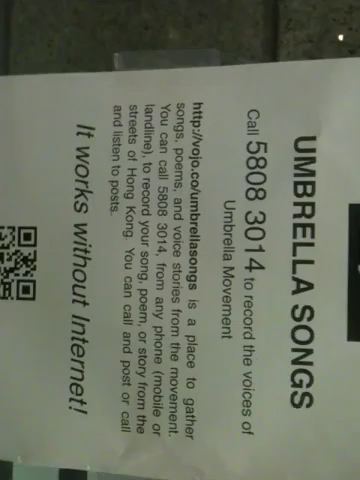 UMBRELLA SONGS
Call 5808 3014 to record the voices of
Umbrella Movement
http://vojo.co/umbrellasongs is a place to gather
songs, poems, and voice stories from the movement.
You can call 5808 3014, from any phone (mobile or
landline), to record your song, poem, or story from the
streets of Hong Kong. You can call and post or call
and listen to posts.
It works without Internet!